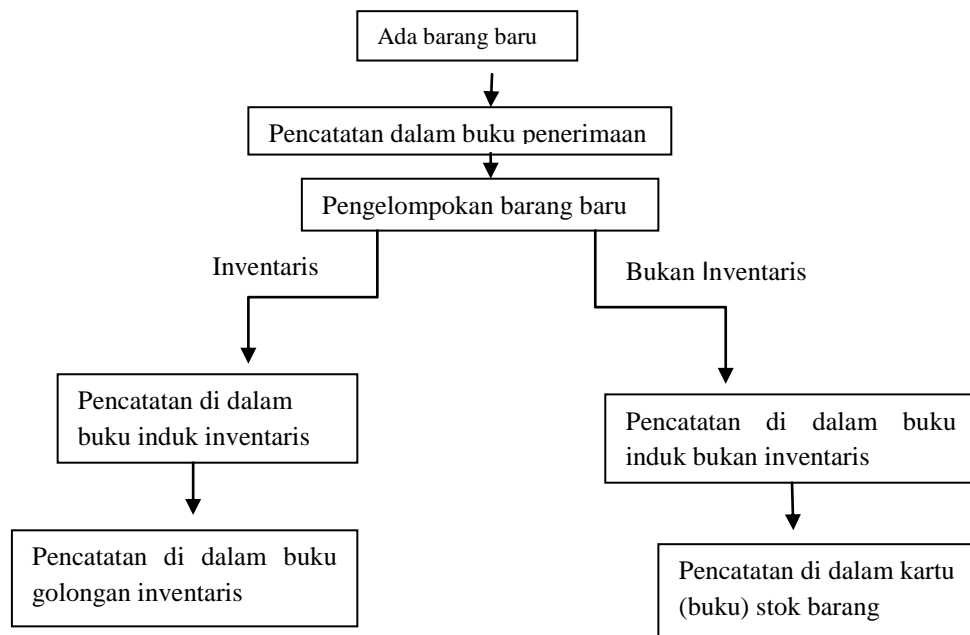 Ada barang baru
Pencatatan dalam buku penerimaan
Pengelompokan barang baru
Inventaris
Bukan Inventaris
Pencatatan di dalam
buku induk inventaris
Pencatatan di dalam buku
induk bukan inventaris
Pencatatan di dalam buku
golongan inventaris
Pencatatan di dalam kartu
(buku) stok barang